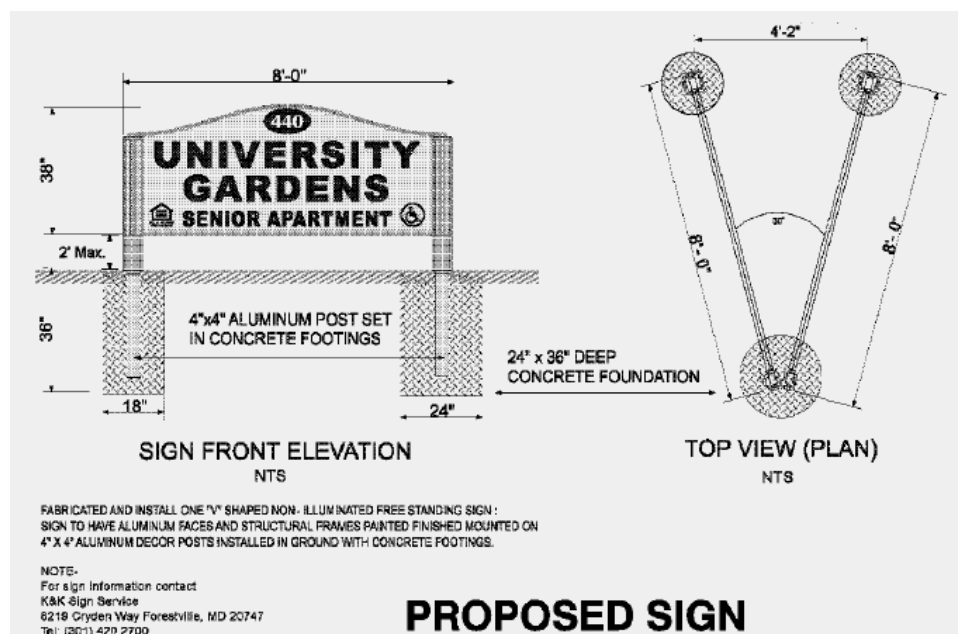 4'-2"
8'-0"
440
UNIVERSITY
GARDENS
SENIOR APARTMENT
38"
2' Max.
36"
4"x4" ALUMINUM POST SET
IN CONCRETE FOOTINGS
18"
24"
24" x 36" DEEP
CONCRETE FOUNDATION
30°
8'-0"
8'-0"
SIGN FRONT ELEVATION
NTS
TOP VIEW (PLAN)
NTS
FABRICATED AND INSTALL ONE "V" SHAPED NON- ILLUMINATED FREE STANDING SIGN :
SIGN TO HAVE ALUMINUM FACES AND STRUCTURAL FRAMES PAINTED FINISHED MOUNTED ON
4" X 4" ALUMINUM DECOR POSTS INSTALLED IN GROUND WITH CONCRETE FOOTINGS.
NOTE-
For sign information contact
K&K Sign Service
6219 Cryden Way Forestville, MD 20747
Tel: (301) 420 2700
PROPOSED SIGN